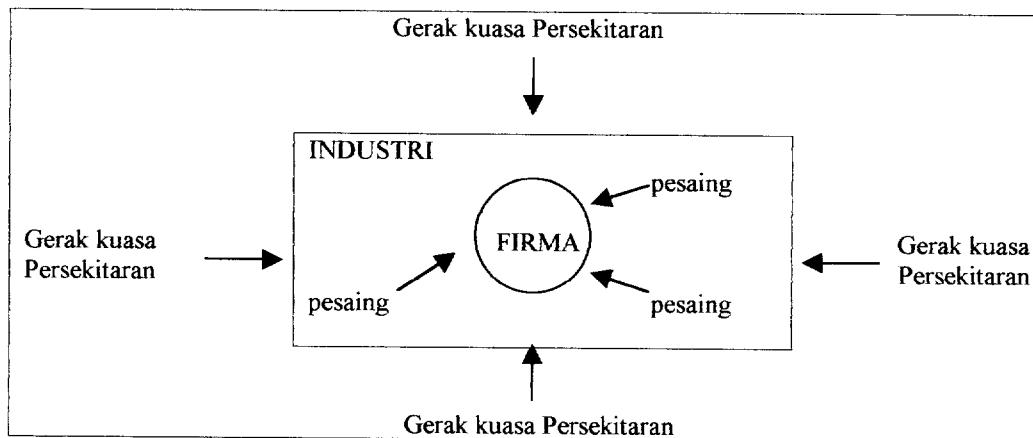 Gerak kuasa Persekitaran
INDUSTRI
pesaing
FIRMA
Gerak kuasa
Persekitaran
Gerak kuasa
Persekitaran
pesaing
pesaing
Gerak kuasa Persekitaran